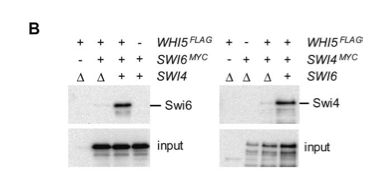 B
+ + + - WHI5FLAG + - + + WHI5FLAG
- + + + SWI6MYC - + + + SWI4MYC
Δ Δ + + SWI4 Δ Δ Δ + SWI6
Swi6 Swi4
input input